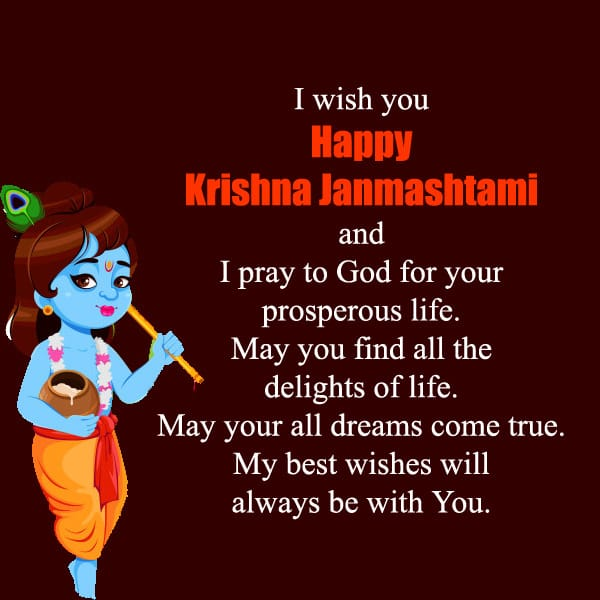 I wish you
Happy
Krishna Janmashtami
and
I pray to God for your
prosperous life.
May you find all the
delights of life.
May your all dreams come true.
My best wishes will
always be with You.